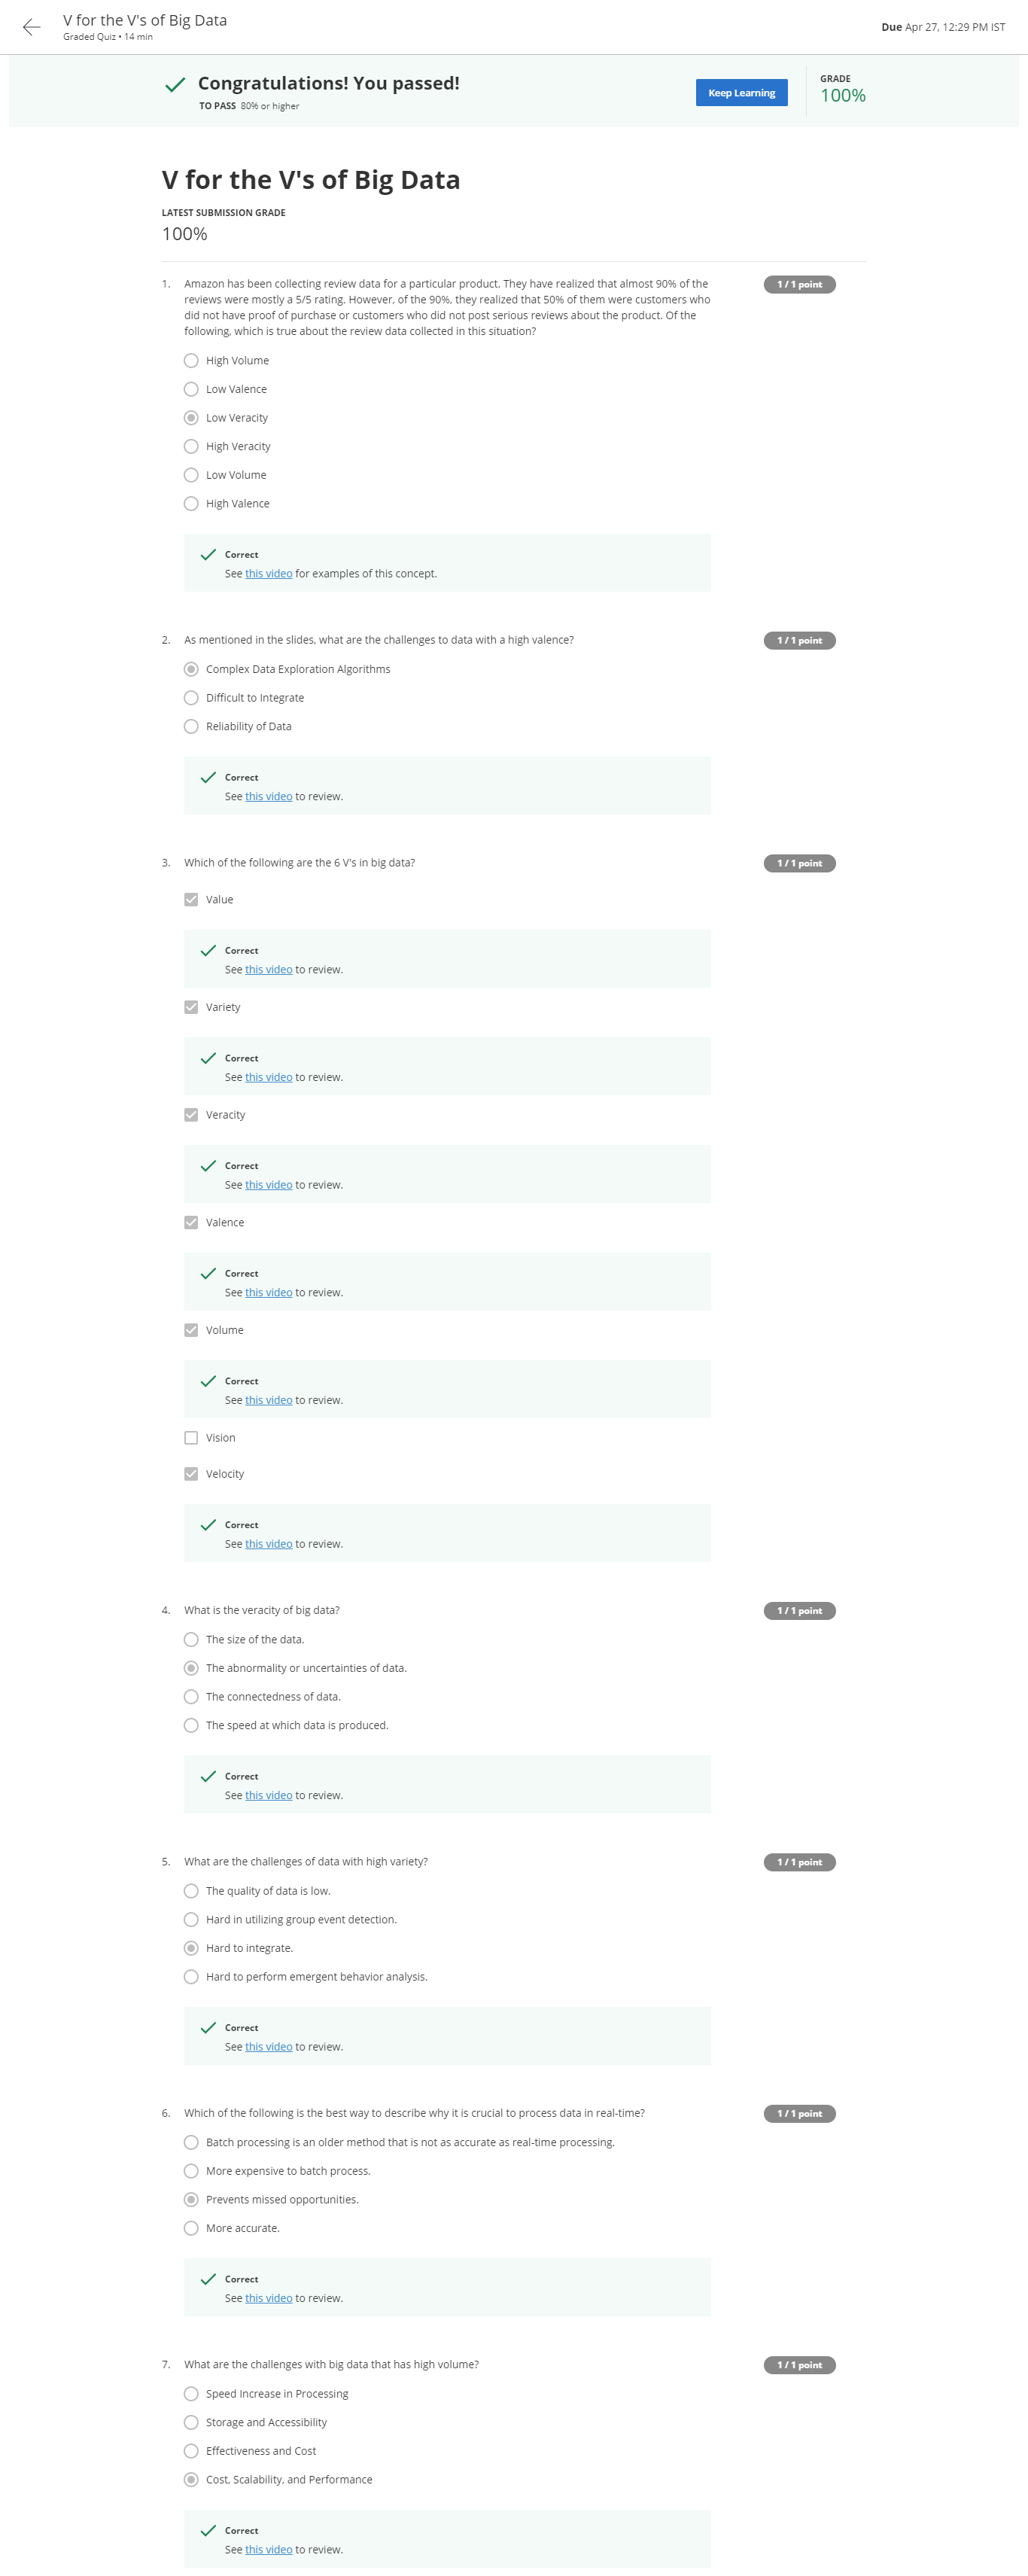 V for the V's of Big Data
Graded Quiz • 14 min
Due Apr 27, 12:29 PM IST
Congratulations! You passed!
TO PASS 80% or higher
Keep Learning
GRADE
100%
V for the V's of Big Data
LATEST SUBMISSION GRADE
100%
1. Amazon has been collecting review data for a particular product. They have realized that almost 90% of the
reviews were mostly a 5/5 rating. However, of the 90%, they realized that 50% of them were customers who
did not have proof of purchase or customers who did not post serious reviews about the product. Of the
following, which is true about the review data collected in this situation?
1 / 1 point
High Volume
Low Valence
Low Veracity
High Veracity
Low Volume
High Valence
Correct
See this video for examples of this concept.
2. As mentioned in the slides, what are the challenges to data with a high valence?
1 / 1 point
Complex Data Exploration Algorithms
Difficult to Integrate
Reliability of Data
Correct
See this video to review.
3. Which of the following are the 6 V's in big data?
1 / 1 point
Value
Correct
See this video to review.
Variety
Correct
See this video to review.
Veracity
Correct
See this video to review.
Valence
Correct
See this video to review.
Volume
Correct
See this video to review.
Vision
Velocity
Correct
See this video to review.
4. What is the veracity of big data?
1 / 1 point
The size of the data.
The abnormality or uncertainties of data.
The connectedness of data.
The speed at which data is produced.
Correct
See this video to review.
5. What are the challenges of data with high variety?
1 / 1 point
The quality of data is low.
Hard in utilizing group event detection.
Hard to integrate.
Hard to perform emergent behavior analysis.
Correct
See this video to review.
6. Which of the following is the best way to describe why it is crucial to process data in real-time?
1 / 1 point
Batch processing is an older method that is not as accurate as real-time processing.
More expensive to batch process.
Prevents missed opportunities.
More accurate.
Correct
See this video to review.
7. What are the challenges with big data that has high volume?
1 / 1 point
Speed Increase in Processing
Storage and Accessibility
Effectiveness and Cost
Cost, Scalability, and Performance
Correct
See this video to review.